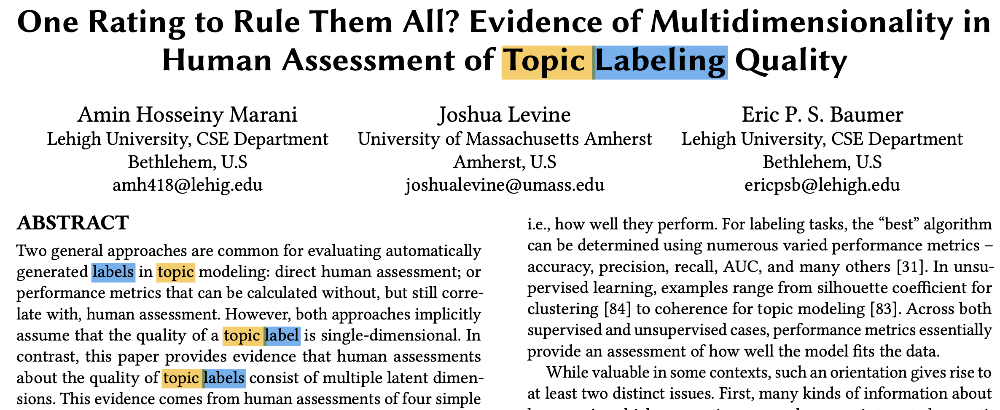 One Rating to Rule Them All? Evidence of Multidimensionality in
Human Assessment of Topic Labeling Quality
Amin Hosseiny Marani
Lehigh University, CSE Department
Bethlehem, U.S
amh418@lehig.edu
Joshua Levine
University of Massachusetts Amherst
Amherst, U.S
joshualevine@umass.edu
Eric P. S. Baumer
Lehigh University, CSE Department
Bethlehem, U.S
ericpsb@lehigh.edu
ABSTRACT
Two general approaches are common for evaluating automatically
generated labels in topic modeling: direct human assessment; or
performance metrics that can be calculated without, but still corre-
late with, human assessment. However, both approaches implicitly
assume that the quality of a topic label is single-dimensional. In
contrast, this paper provides evidence that human assessments
about the quality of topic labels consist of multiple latent dimen-
sions. This evidence comes from human assessments of four simple
i.e., how well they perform. For labeling tasks, the “best” algorithm
can be determined using numerous varied performance metrics –
accuracy, precision, recall, AUC, and many others [31]. In unsu-
pervised learning, examples range from silhouette coefficient for
clustering [84] to coherence for topic modeling [83]. Across both
supervised and unsupervised cases, performance metrics essentially
provide an assessment of how well the model fits the data.
While valuable in some contexts, such an orientation gives rise to
at least two distinct issues. First, many kinds of information about